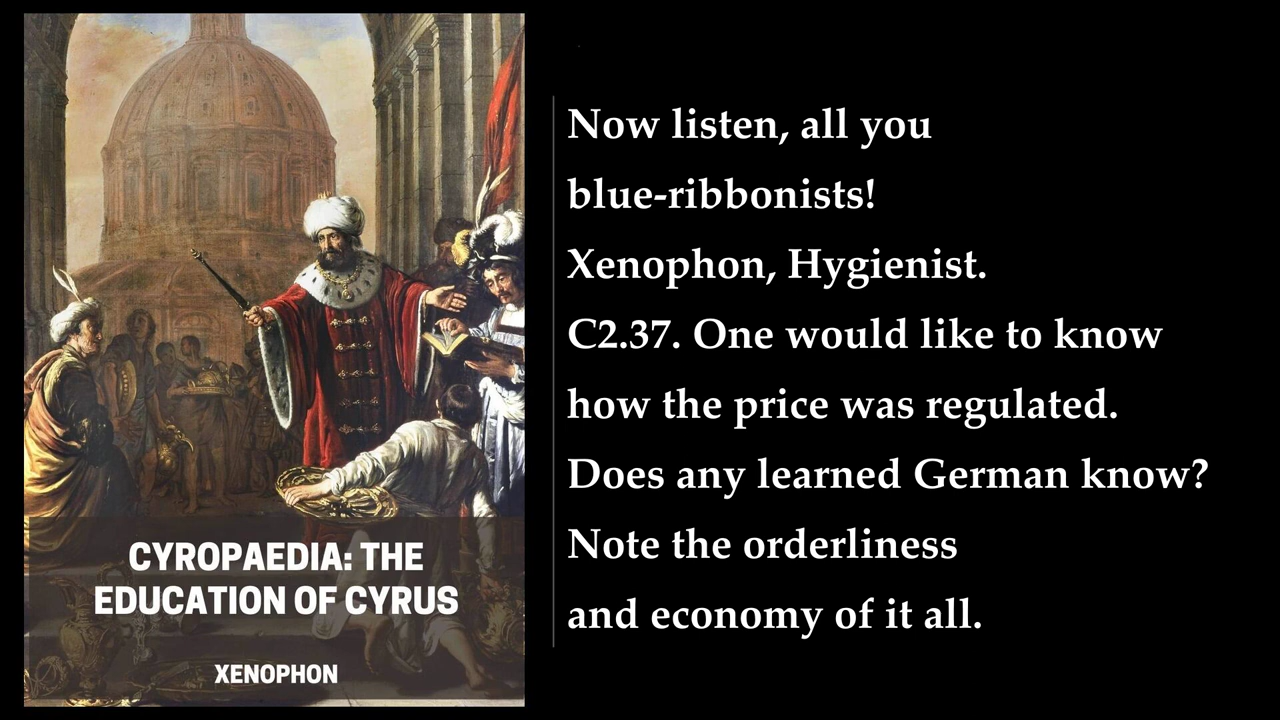 CYROPAEDIA: THE
EDUCATION OF CYRUS
XENOPHON
Now listen, all you
blue-ribbonists!
Xenophon, Hygienist.
C2.37. One would like to know
how the price was regulated.
Does any learned German know?
Note the orderliness
and economy of it all.